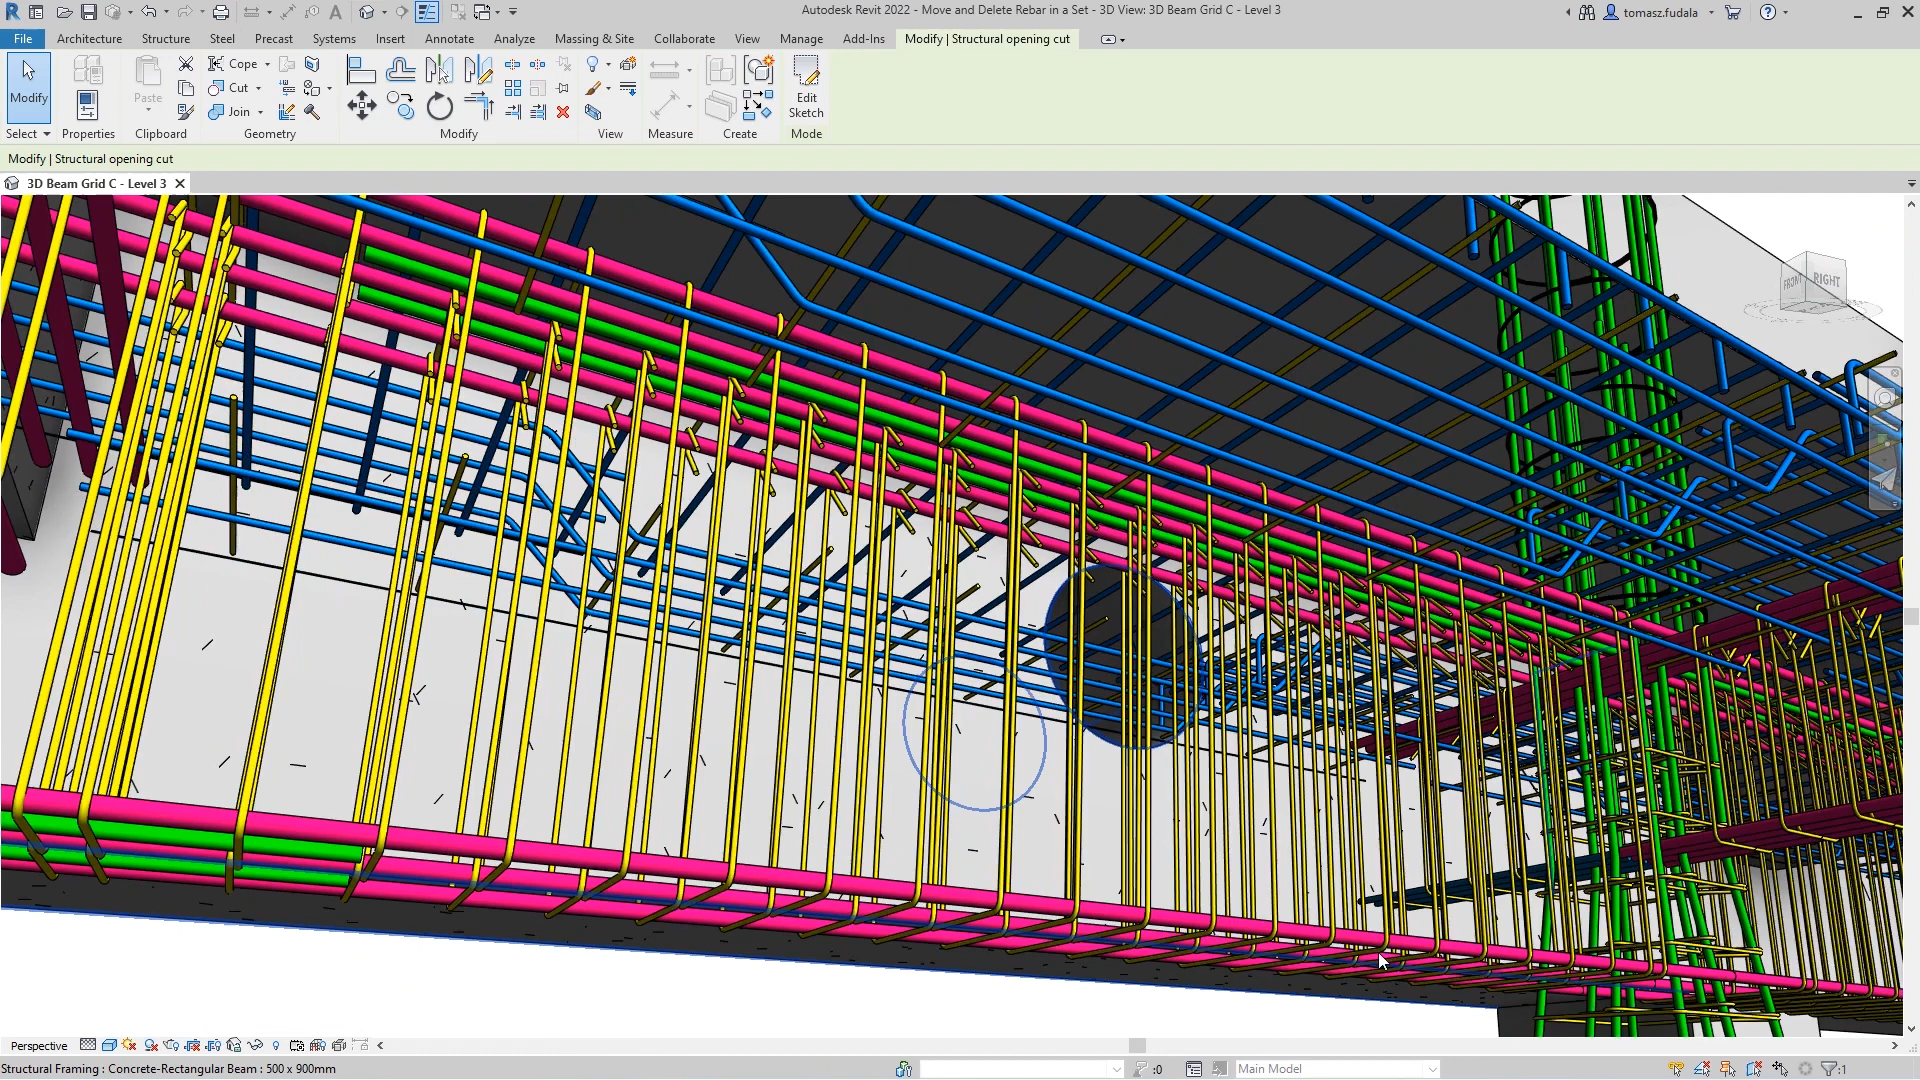 Autodesk Revit 2022 - Move and Delete Rebar in a Set - 3D View: 3D Beam Grid C - Level 3
tomasz.fudala
File Architecture Structure Steel Precast Systems Insert Annotate Analyze Massing & Site Collaborate View Manage Add-Ins Modify | Structural opening cut
Modify
Paste
Cope
Cut
Join
Edit
Sketch
Select Properties Clipboard Geometry Modify View Measure Create Mode
Modify | Structural opening cut
3D Beam Grid C - Level 3
FRONT RIGHT
Perspective
Structural Framing : Concrete-Rectangular Beam : 500 x 900mm
:0
Main Model
:1